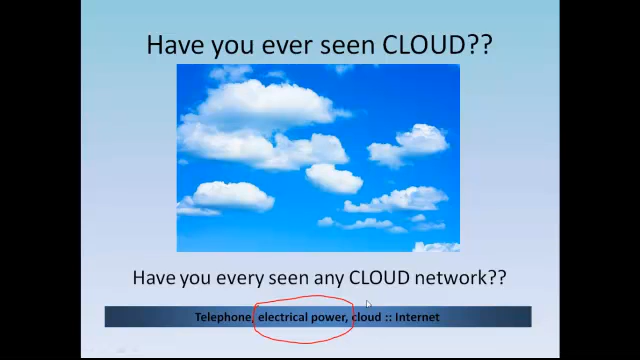 Have you ever seen CLOUD??
Have you every seen any CLOUD network??
Telephone, electrical power, cloud :: Internet